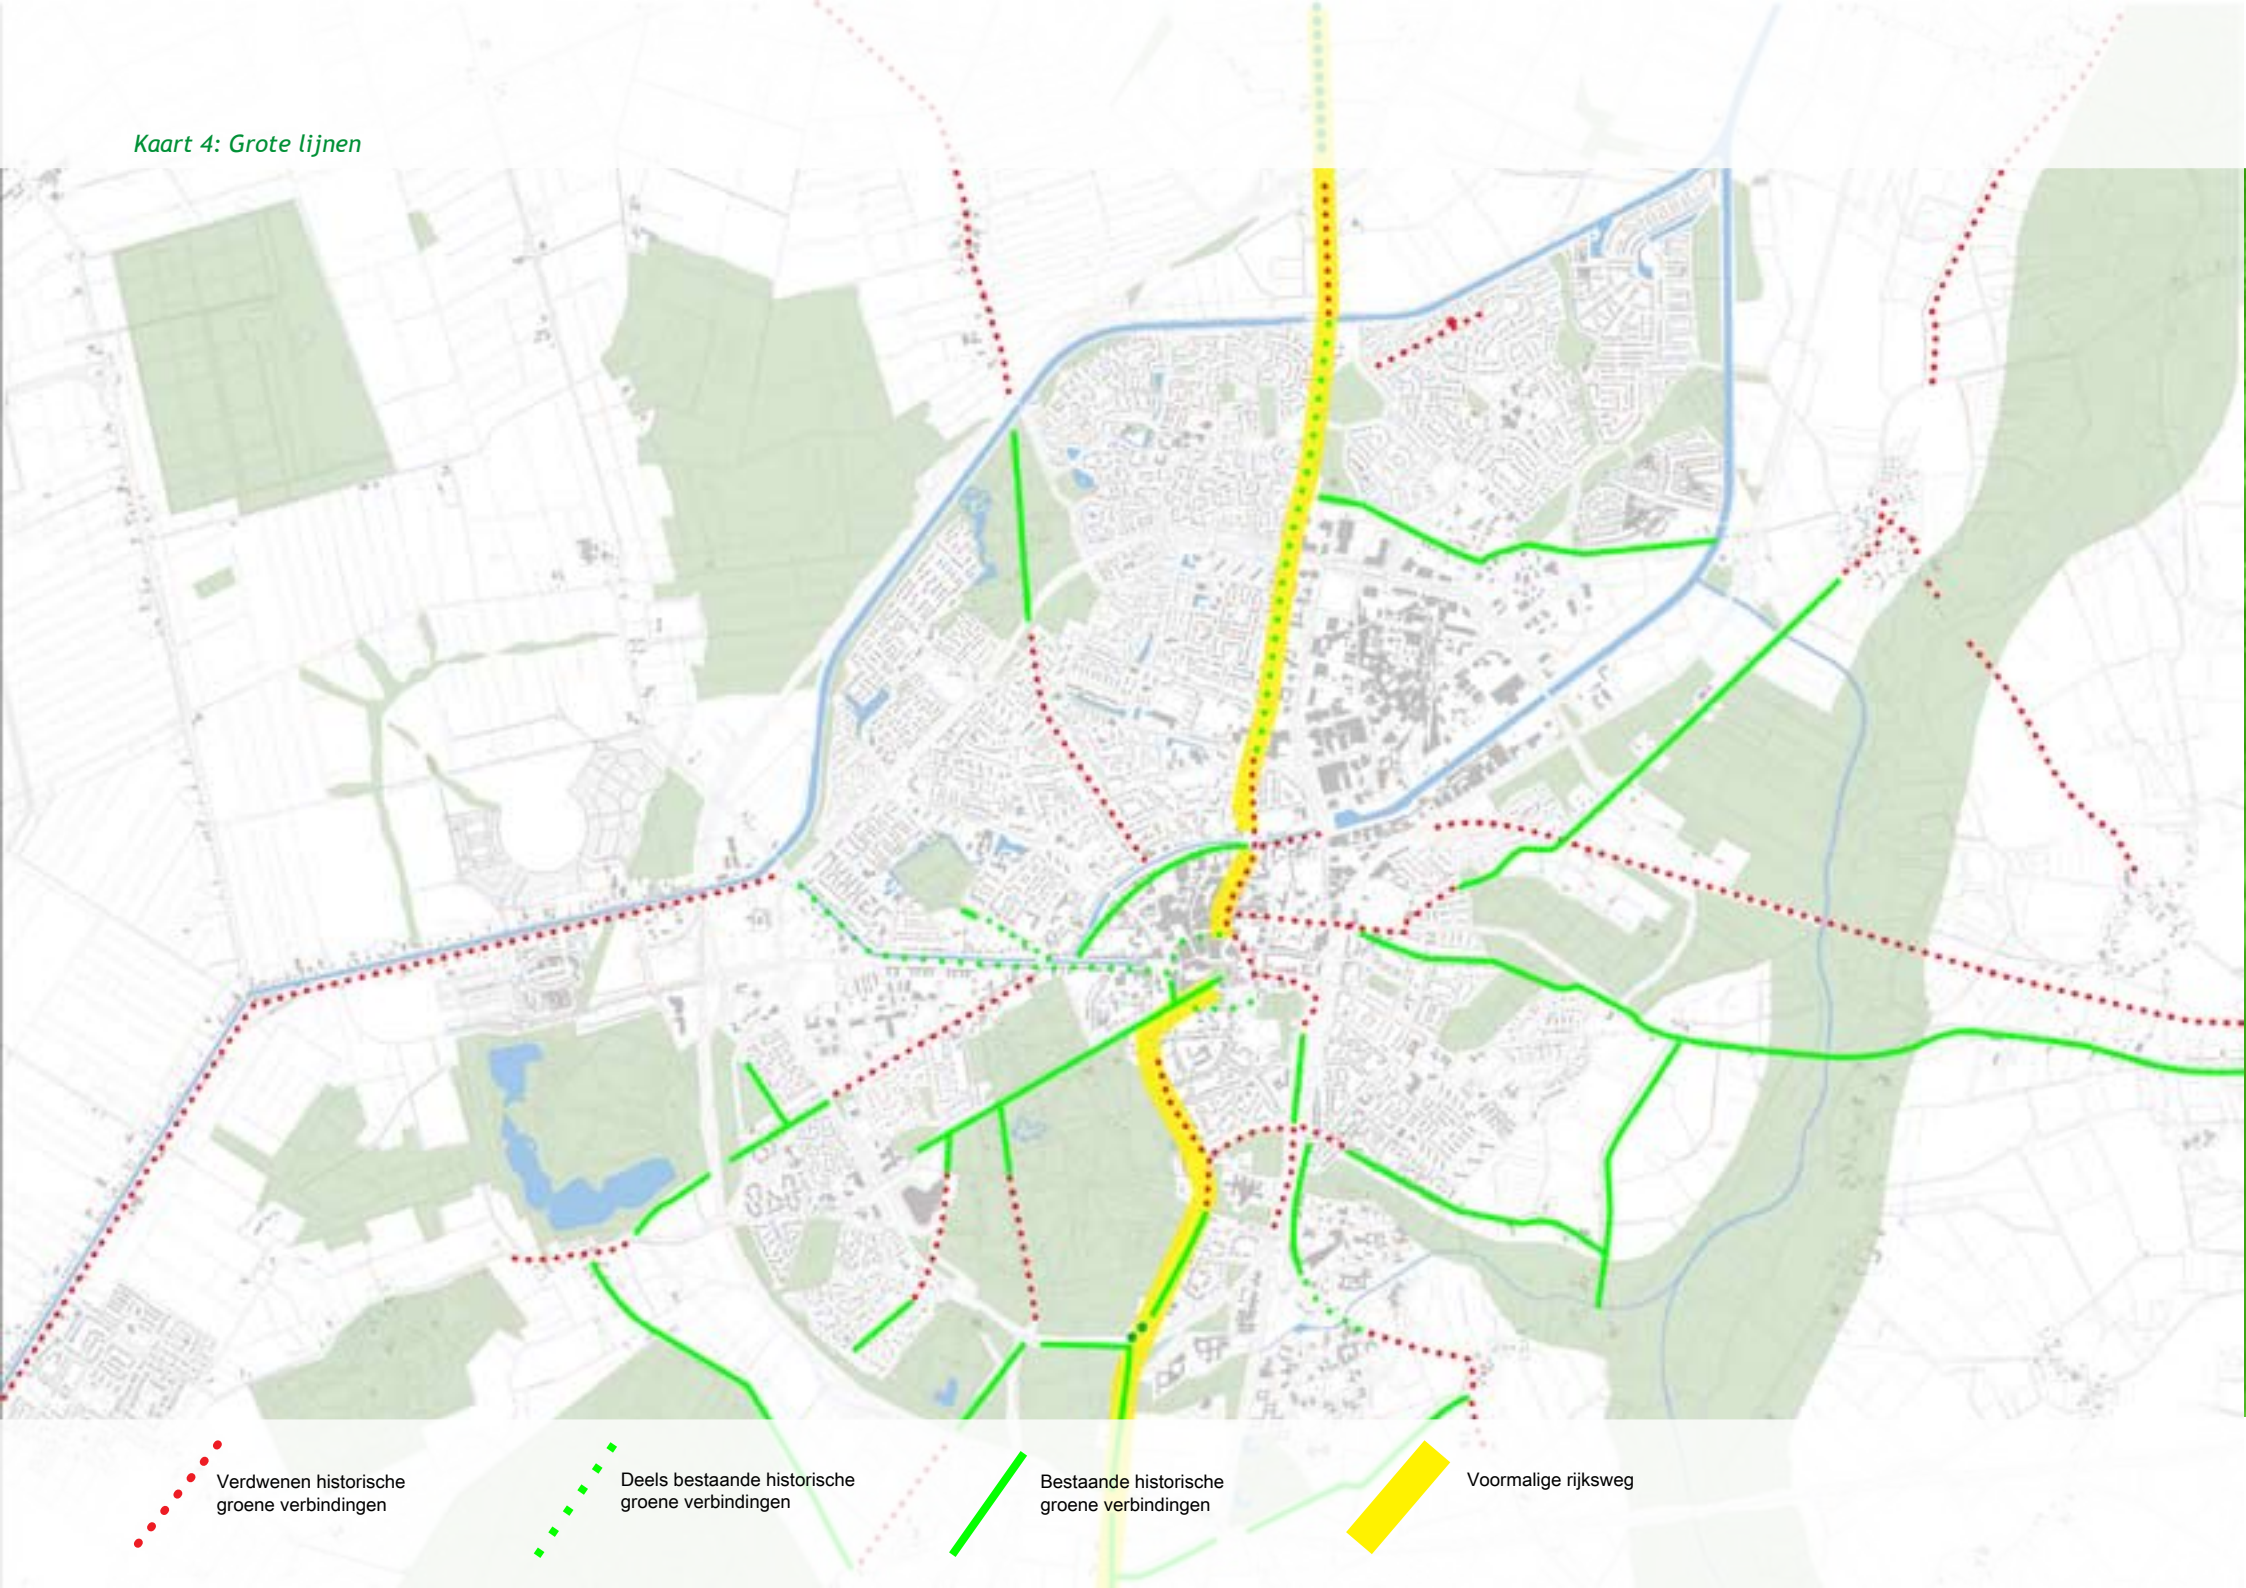 Kaart 4: Grote lijnen
Verdwenen historische
groene verbindingen
Deels bestaande historische
groene verbindingen
Bestaande historische
groene verbindingen
Voormalige rijksweg